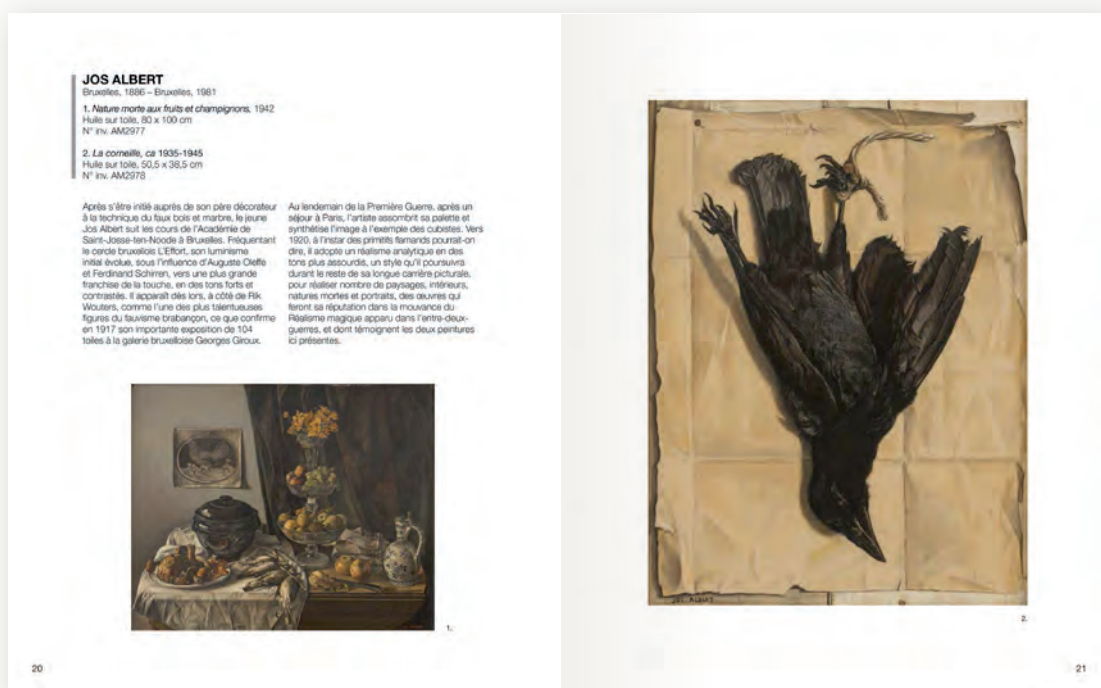 JOS ALBERT
Bruxelles, 1886 – Bruxelles, 1981
1. Nature morte aux fruits et champignons, 1942
Huile sur toile, 80 x 100 cm
N° inv. AM2977
2. La corneille, ca 1935-1945
Huile sur toile, 50,5 x 38,5 cm
N° inv. AM2978
Après s'être initié auprès de son père décorateur
à la technique du faux bois et marbre, le jeune
Jos Albert suit les cours de l'Académie de
Saint-Josse-ten-Noode à Bruxelles. Fréquentant
le cercle bruxellois L'Effort, son luminisme
initial évolue, sous l'influence d'Auguste Oleffe
et Ferdinand Schirren, vers une plus grande
franchise de la touche, en des tons forts et
contrastés. Il apparaît dès lors, à côté de Rik
Wouters, comme l'une des plus talentueuses
figures du fauvisme brabançon, ce que confirme
en 1917 son importante exposition de 104
toiles à la galerie bruxelloise Georges Giroux.
Au lendemain de la Première Guerre, après un
séjour à Paris, l'artiste assombrit sa palette et
synthétise l'image à l'exemple des cubistes. Vers
1920, à l'instar des primitifs flamands pourrait-on
dire, il adopte un réalisme analytique en des
tons plus assourdis, un style qu'il poursuivra
durant le reste de sa longue carrière picturale,
pour réaliser nombre de paysages, intérieurs,
natures mortes et portraits, des œuvres qui
feront sa réputation dans la mouvance du
Réalisme magique apparu dans l'entre-deux-
guerres, et dont témoignent les deux peintures
ici présentes.
1.
20
JOS ALBERT
2.
21